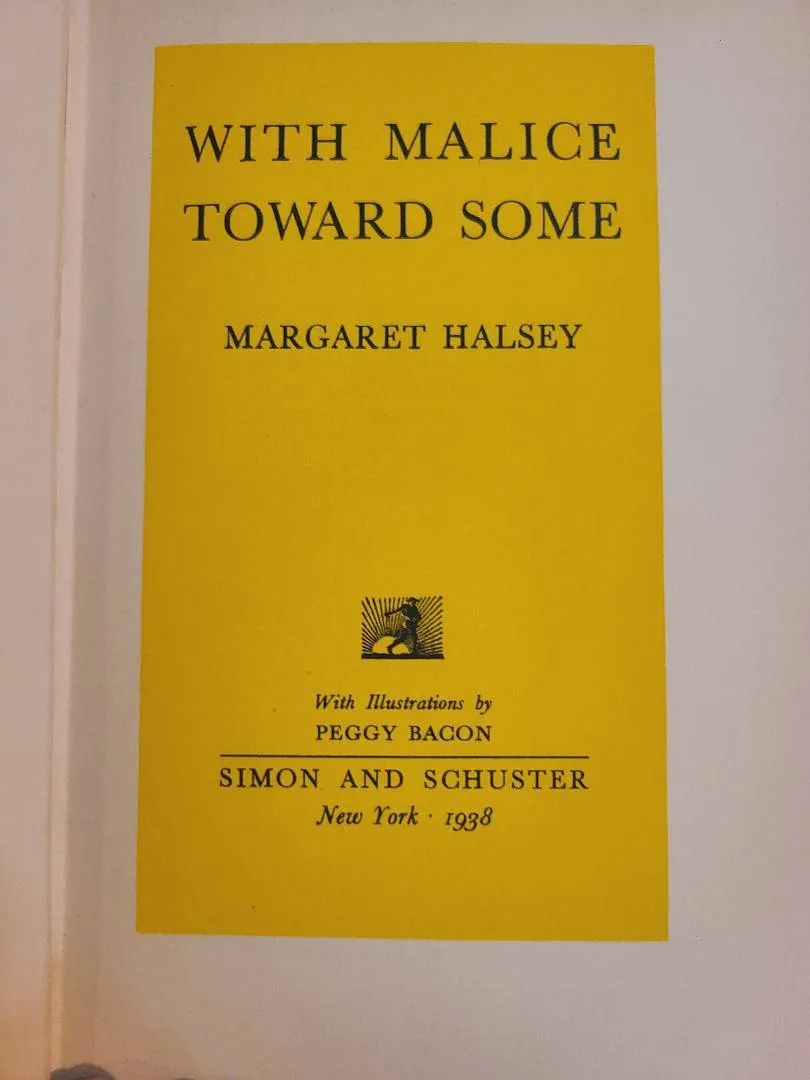 WITH MALICE
TOWARD SOME
MARGARET HALSEY
With Illustrations by
PEGGY BACON
SIMON AND SCHUSTER
New York · 1938